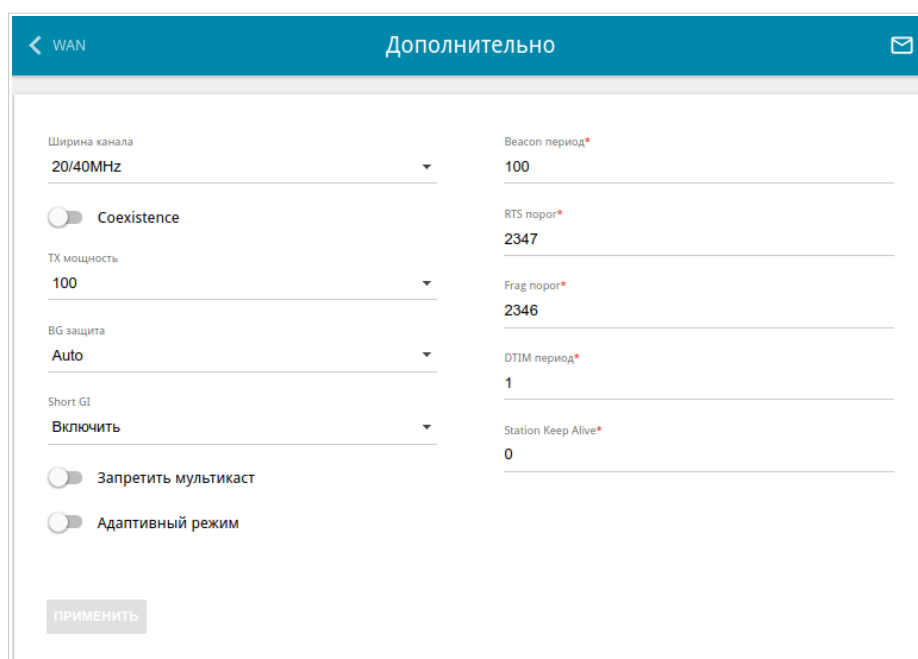 WAN
Дополнительно
Ширина канала
20/40MHz
Coexistence
TX мощность
100
BG защита
Auto
Short GI
Включить
Запретить мультикаст
Адаптивный режим
ПРИМЕНИТЬ
Beacon период*
100
RTS порог*
2347
Frag порог*
2346
DTIM период*
1
Station Keep Alive*
0